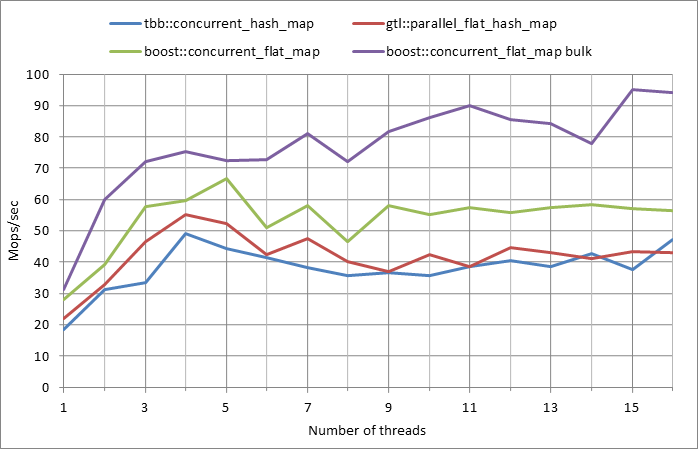 tbb::concurrent_hash_map gtl::parallel_flat_hash_map
boost::concurrent_flat_map boost::concurrent_flat_map bulk
100
90
80
70
60
50
40
30
20
10
0
Mops/sec
1 3 5 7 9 11 13 15
Number of threads